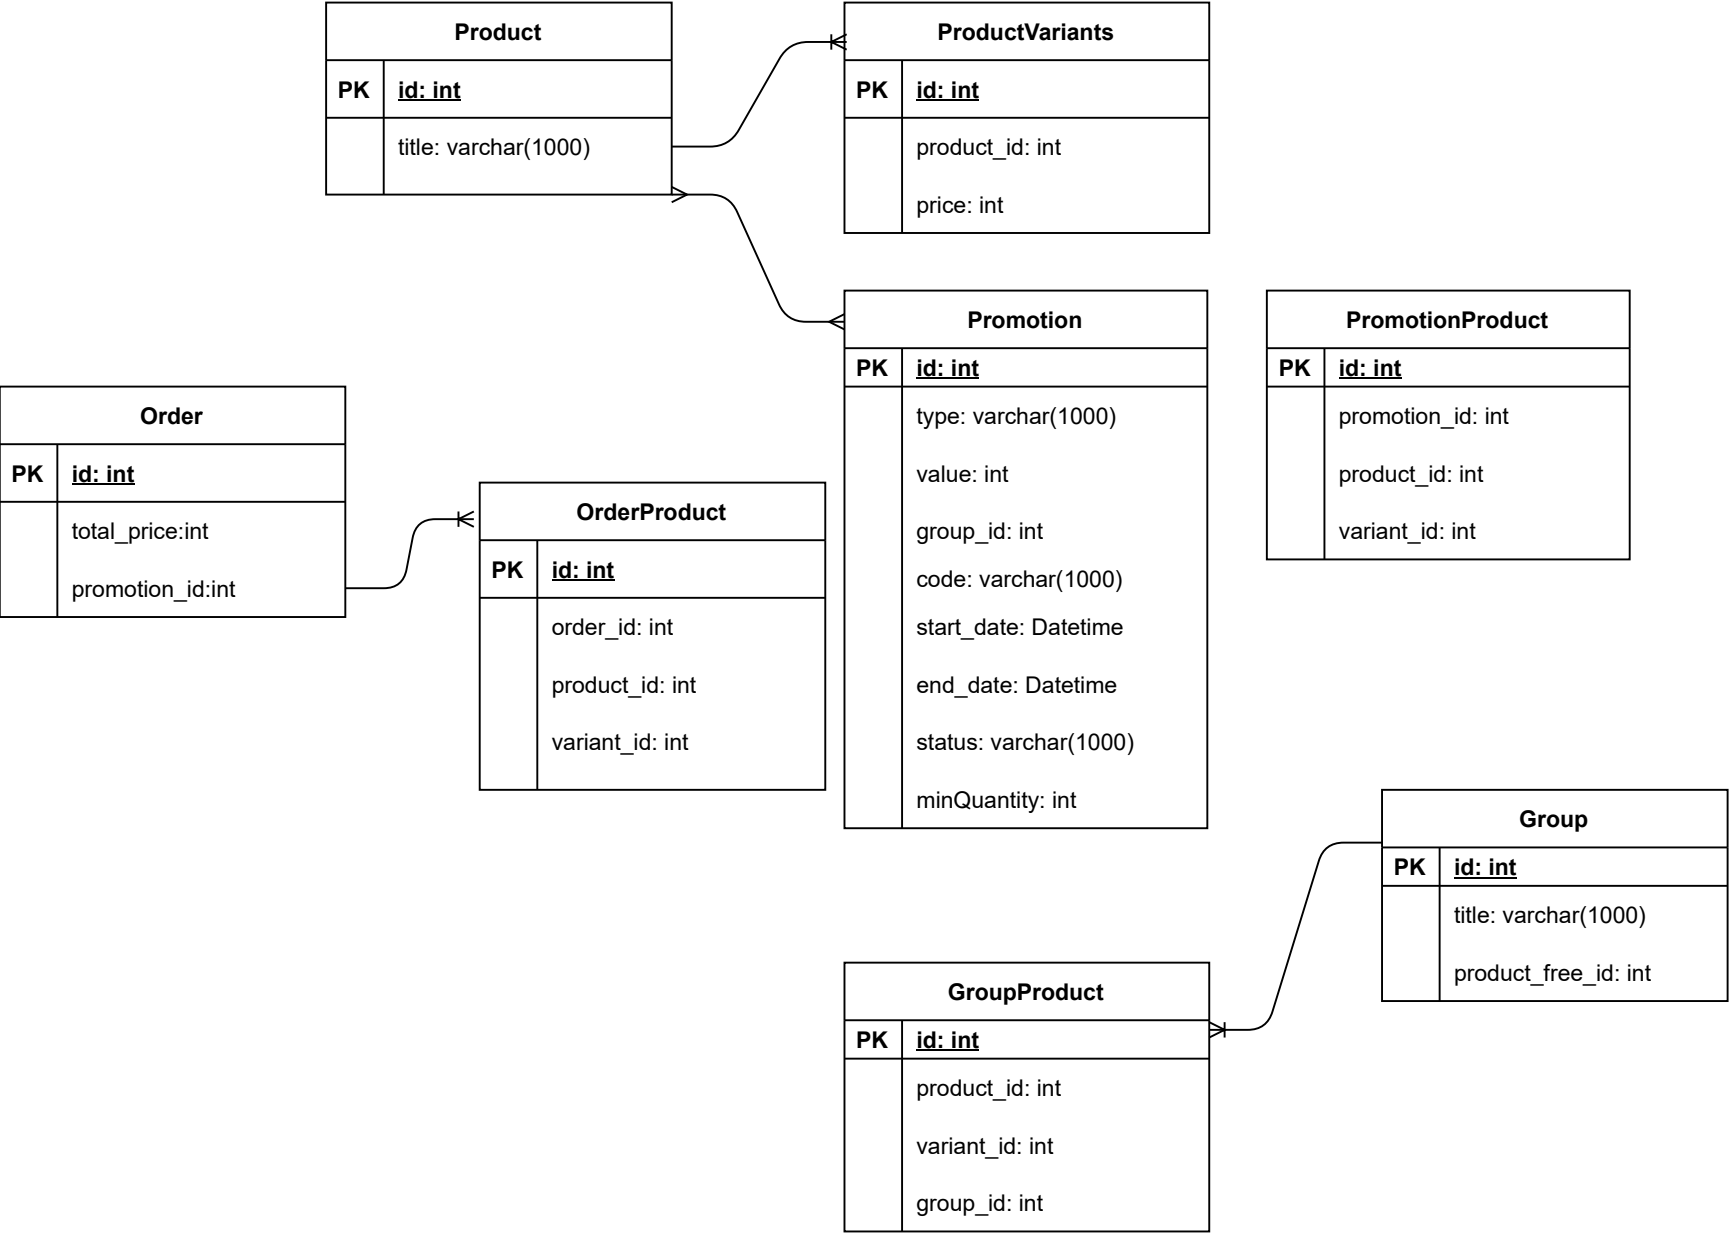 Product
PK id: int
title: varchar(1000)
ProductVariants
PK id: int
product_id: int
price: int
Promotion
PK id: int
type: varchar(1000)
value: int
group_id: int
code: varchar(1000)
start_date: Datetime
end_date: Datetime
status: varchar(1000)
minQuantity: int
PromotionProduct
PK id: int
promotion_id: int
product_id: int
variant_id: int
Order
PK id: int
total_price:int
promotion_id:int
OrderProduct
PK id: int
order_id: int
product_id: int
variant_id: int
Group
PK id: int
title: varchar(1000)
product_free_id: int
GroupProduct
PK id: int
product_id: int
variant_id: int
group_id: int